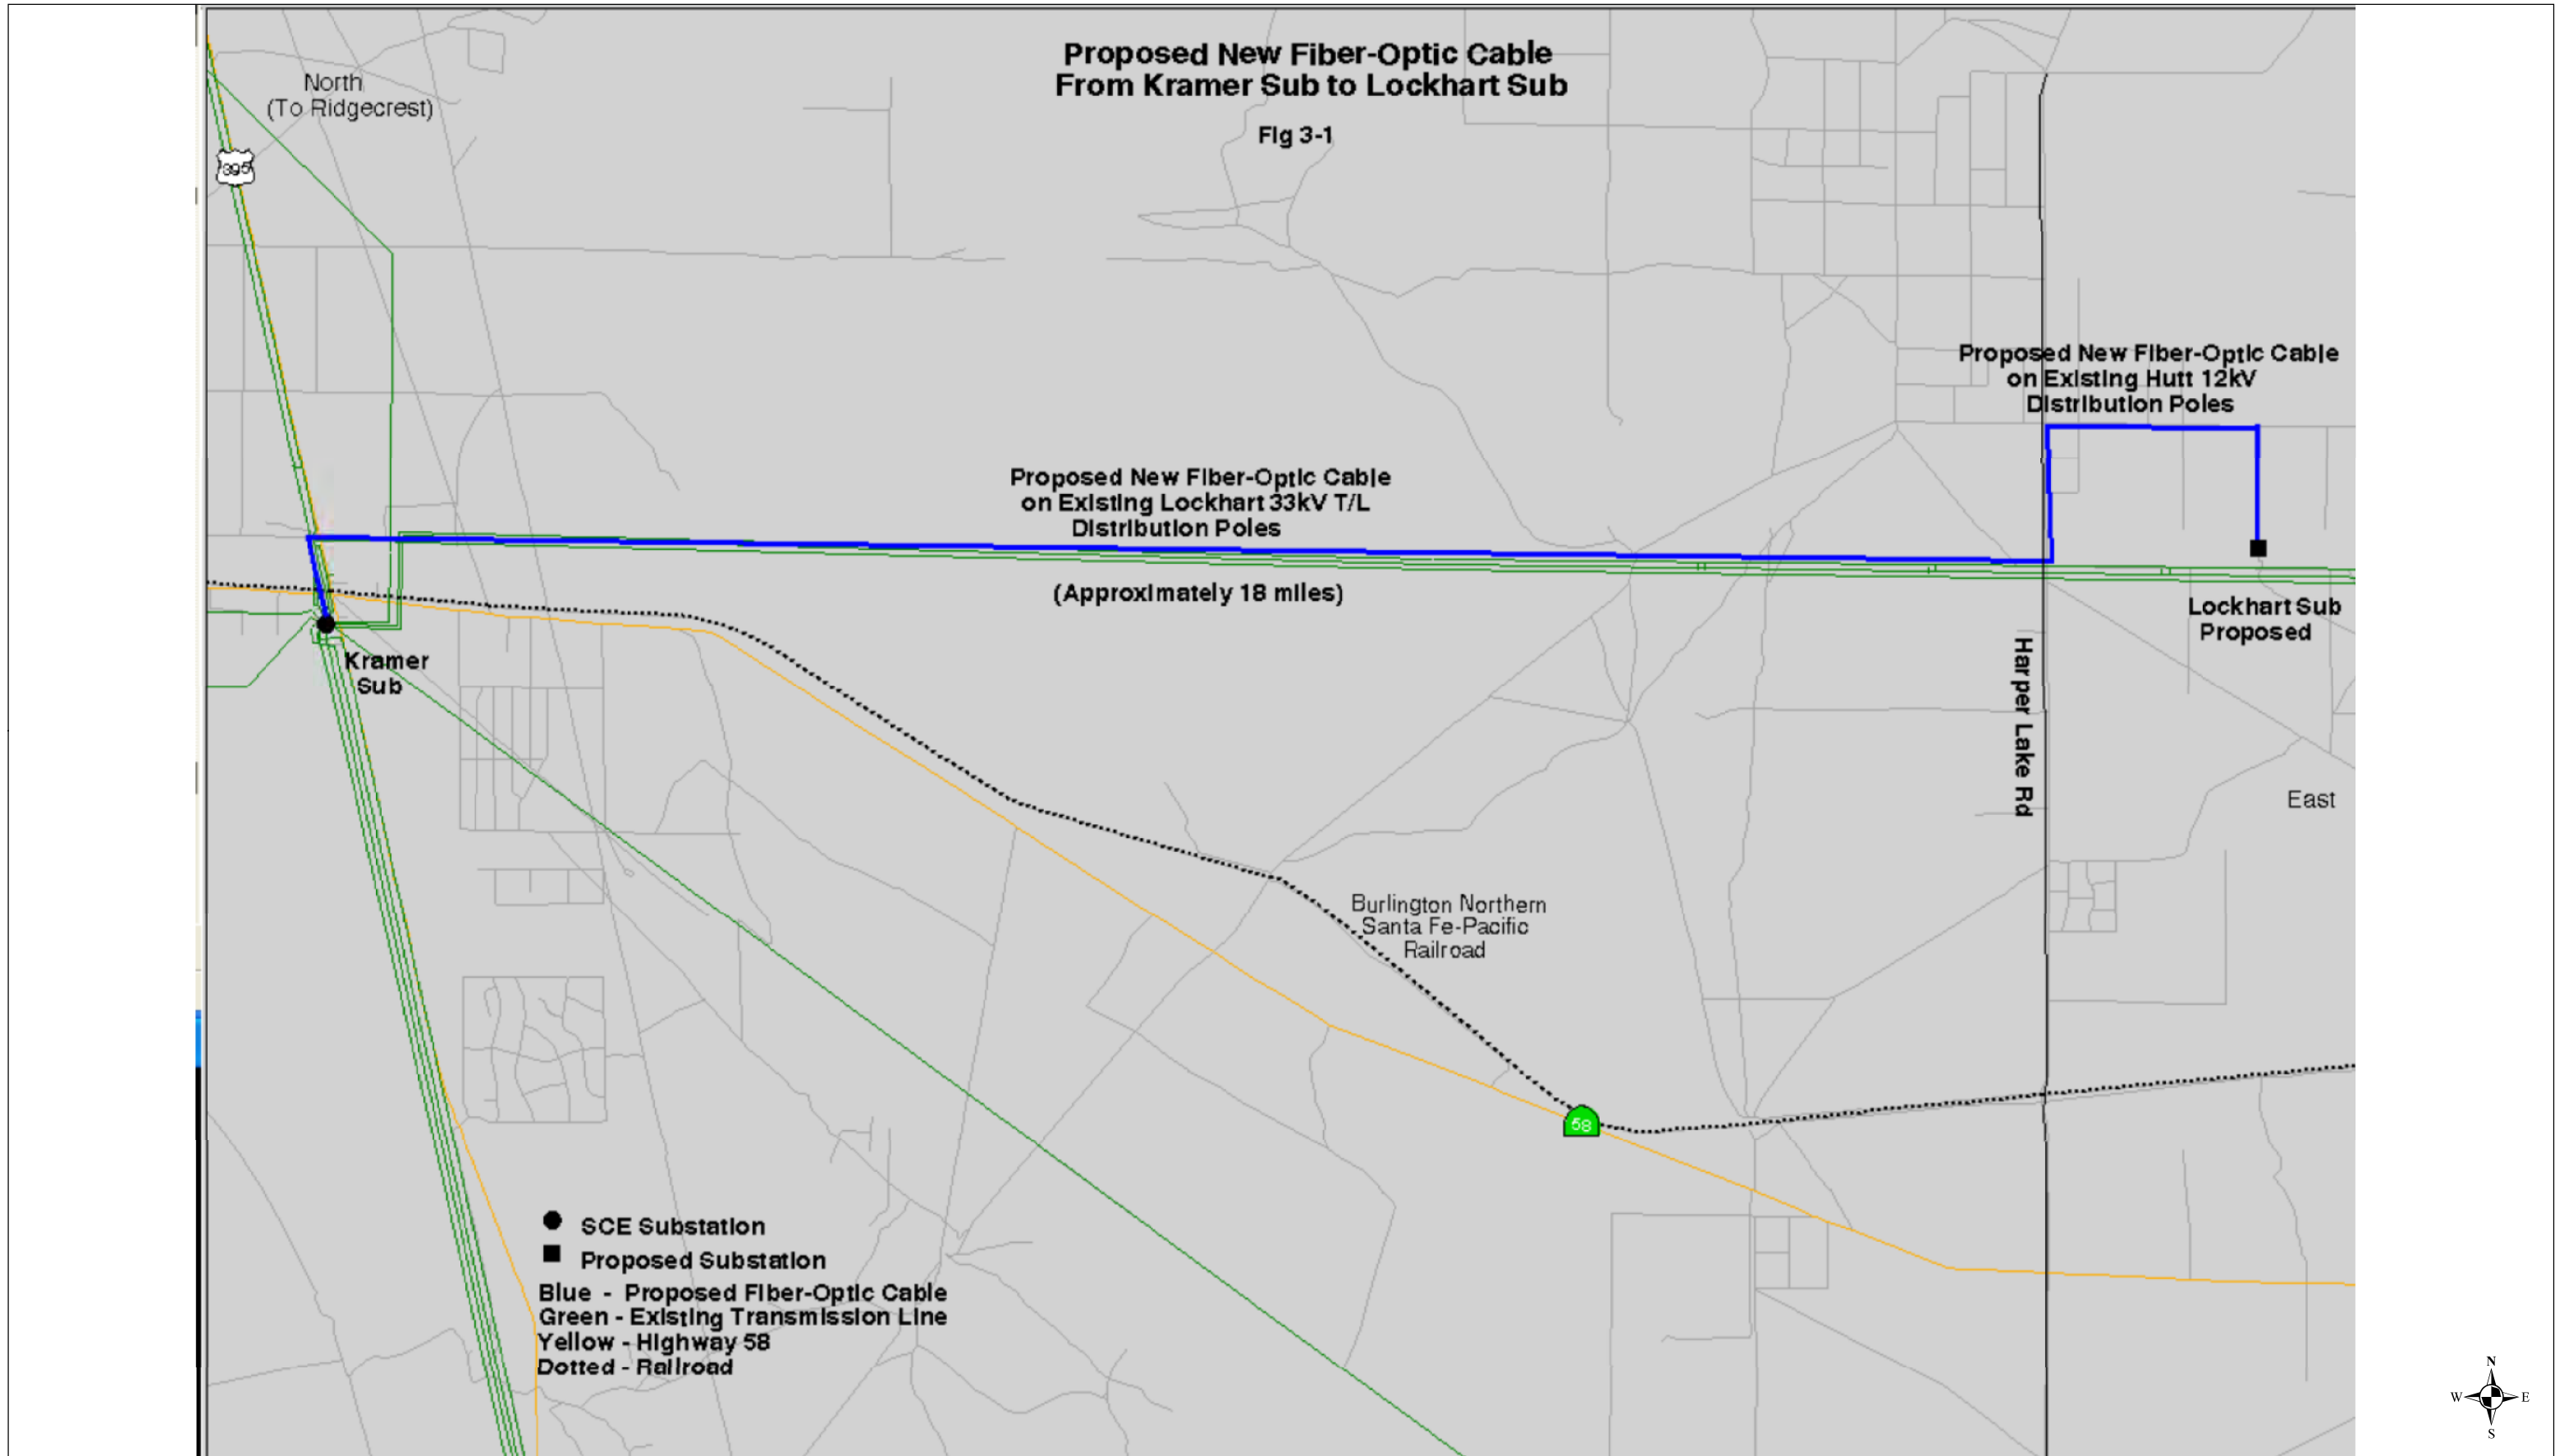 Proposed New Fiber-Optic Cable
From Kramer Sub to Lockhart Sub
Fig 3-1
North
(To Ridgecrest)
395
Proposed New Fiber-Optic Cable
on Existing Hutt 12kV
Distribution Poles
Proposed New Fiber-Optic Cable
on Existing Lockhart 33kV T/L
Distribution Poles
(Approximately 18 miles)
Lockhart Sub
Proposed
Kramer
Sub
Harper Lake Rd
East
Burlington Northern
Santa Fe-Pacific
Railroad
58
SCE Substation
Proposed Substation
Blue - Proposed Fiber-Optic Cable
Green - Existing Transmission Line
Yellow - Highway 58
Dotted - Railroad
N
W E
S